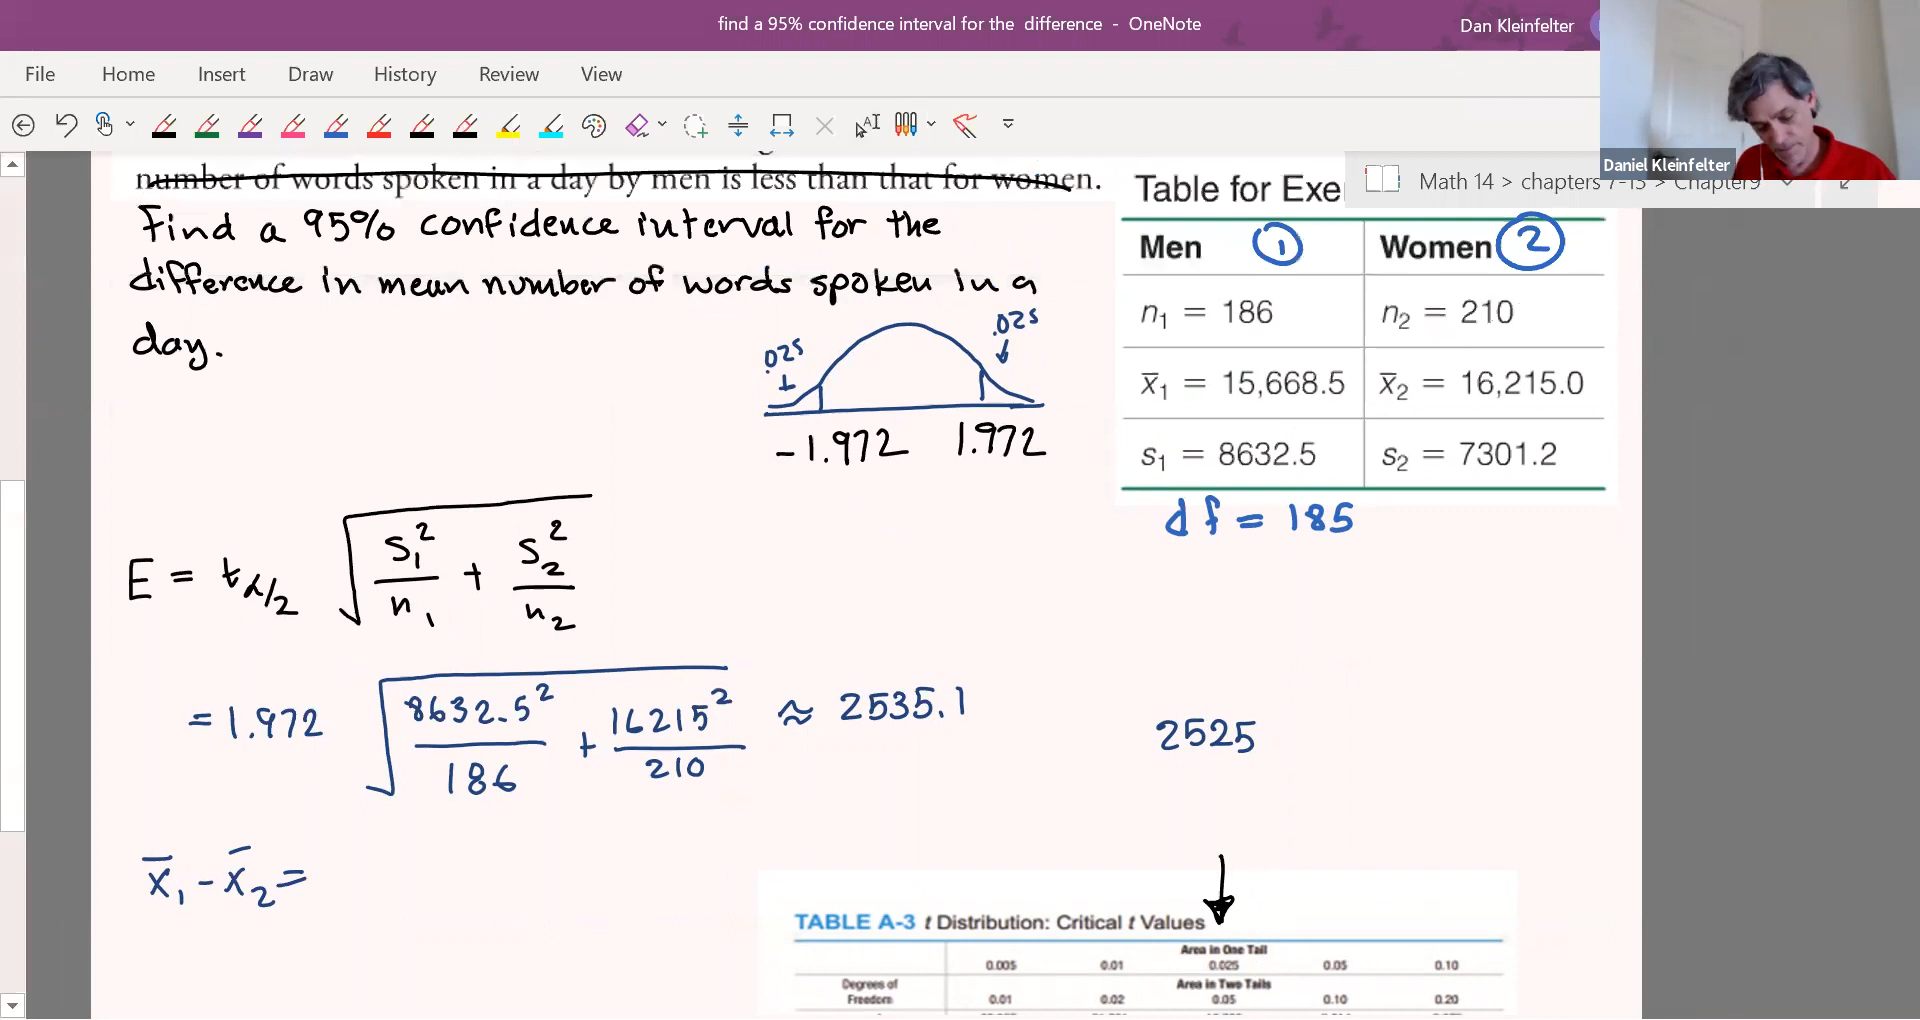 find a 95% confidence interval for the difference - OneNote
Dan Kleinfelter
File Home Insert Draw History Review View
Daniel Kleinfelter
Math 14 > chapters 7-15 > Chapter9
number of words spoken in a day by men is less than that for women.
Find a 95% confidence interval for the
difference in mean number of words spoken in a
day.
.025 .025
-1.972 1.972
Table for Exe
Men ① Women ②
n₁ = 186 n₂ = 210
x̄₁ = 15,668.5 x̄₂ = 16,215.0
s₁ = 8632.5 s₂ = 7301.2
df = 185
E = t α/2 √ s₁²/n₁ + s₂²/n₂
= 1.972 √ 8632.5²/186 + 16215²/210 ≈ 2535.1
2525
x̄₁ - x̄₂ =
TABLE A-3 t Distribution: Critical t Values
Area in One Tail
0.005 0.01 0.025 0.05 0.10
Degrees of Freedom
Area in Two Tails
0.01 0.02 0.05 0.10 0.20